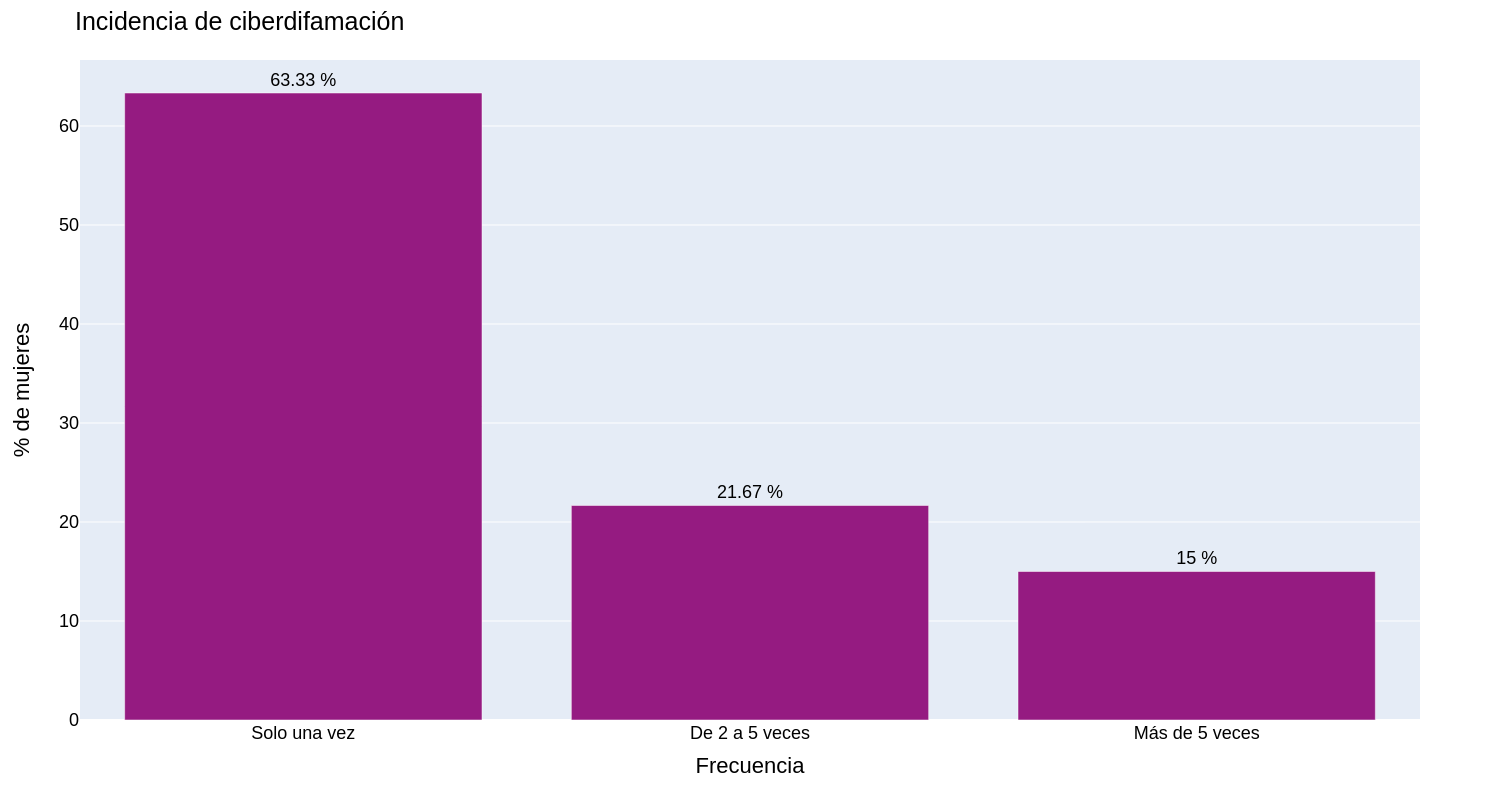 Incidencia de ciberdifamación
63.33 %
21.67 %
15 %
60
50
40
30
20
10
0
% de mujeres
Solo una vez
De 2 a 5 veces
Más de 5 veces
Frecuencia